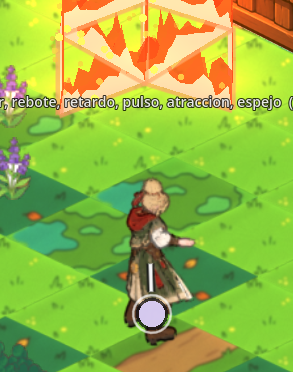 r, rebote, retardo, pulso, atraccion, espejo (